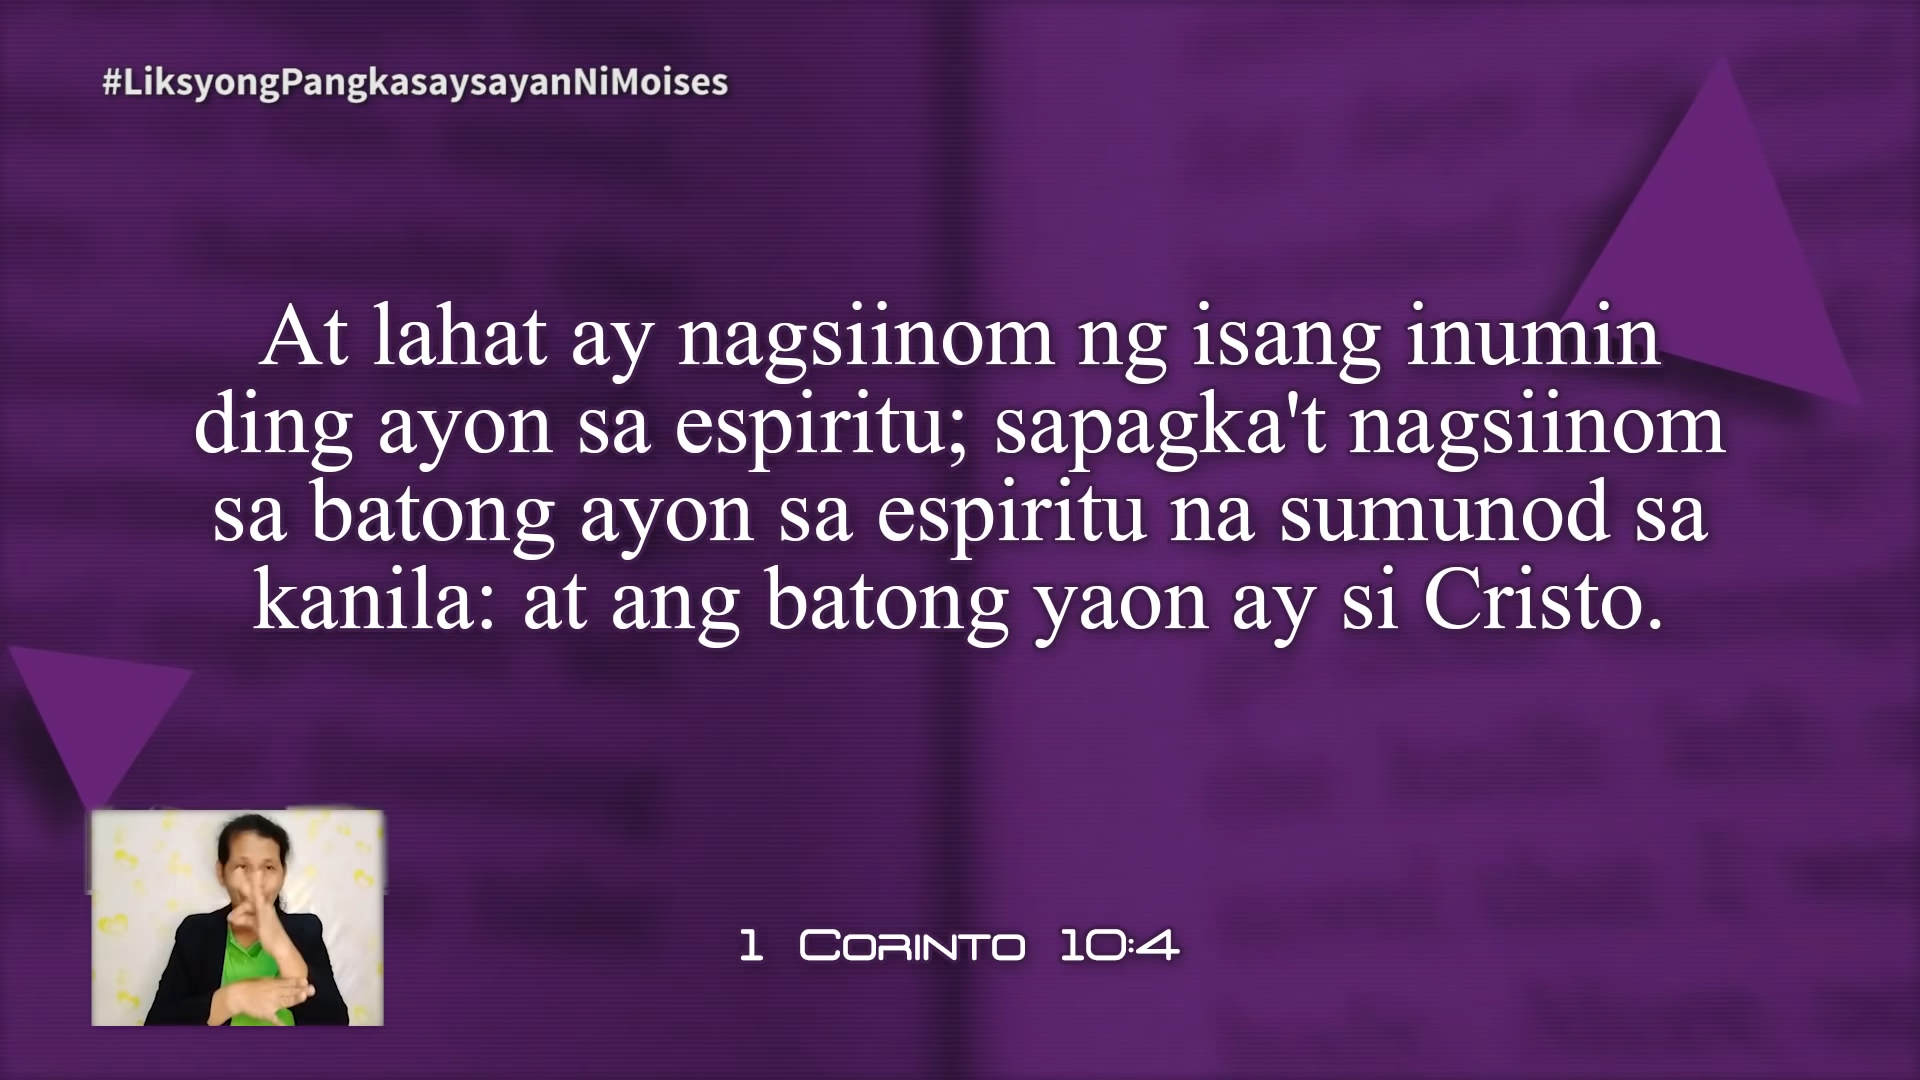 #LiksyongPangkasaysayanNiMoises
At lahat ay nagsiinom ng isang inumin
ding ayon sa espiritu; sapagka't nagsiinom
sa batong ayon sa espiritu na sumunod sa
kanila: at ang batong yaon ay si Cristo.
1 Corinto 10:4